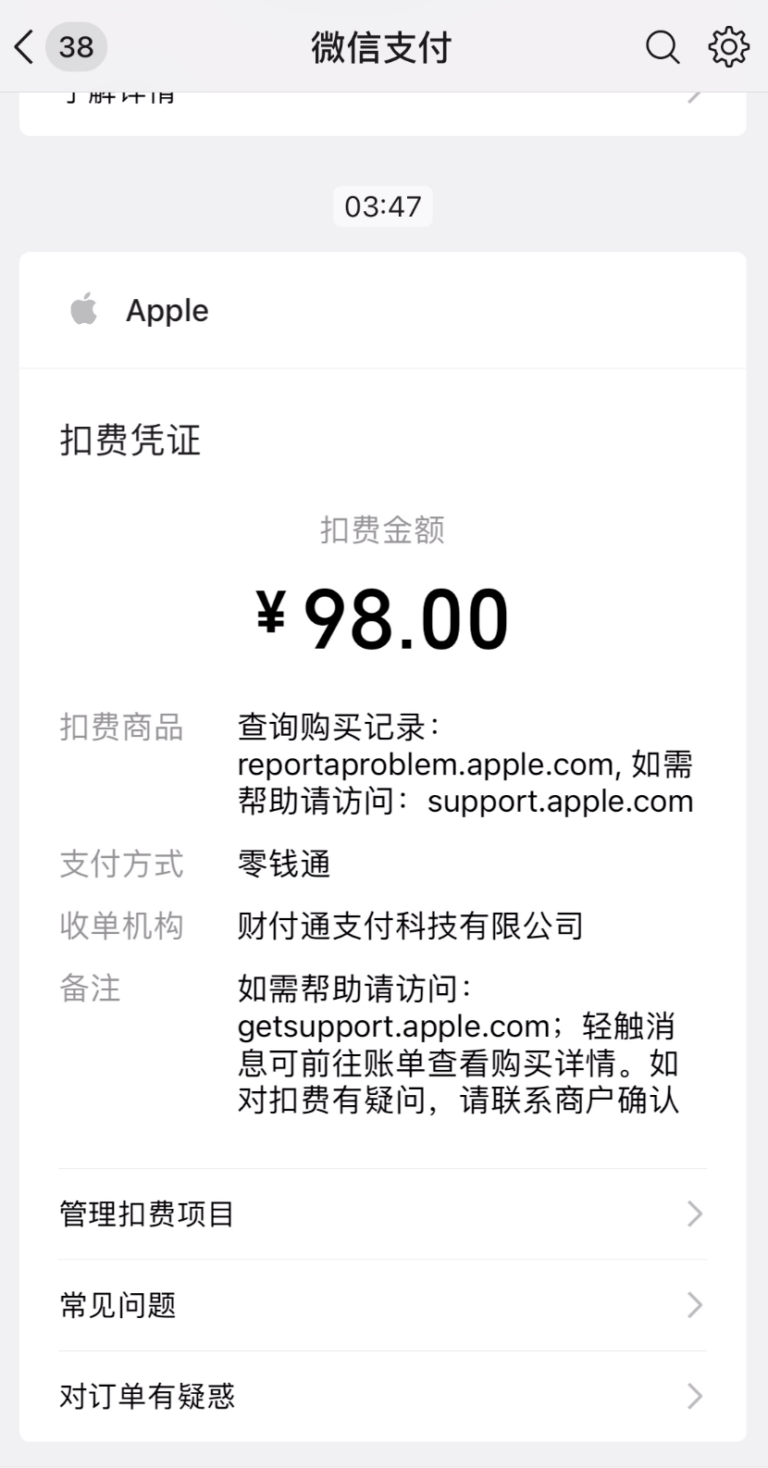 38
微信支付
了解详情
03:47
Apple
扣费凭证
扣费金额
¥98.00
扣费商品
查询购买记录：
reportaproblem.apple.com, 如需
帮助请访问：support.apple.com
支付方式
零钱通
收单机构
财付通支付科技有限公司
备注
如需帮助请访问：
getsupport.apple.com；轻触消
息可前往账单查看购买详情。如
对扣费有疑问，请联系商户确认
管理扣费项目
常见问题
对订单有疑惑